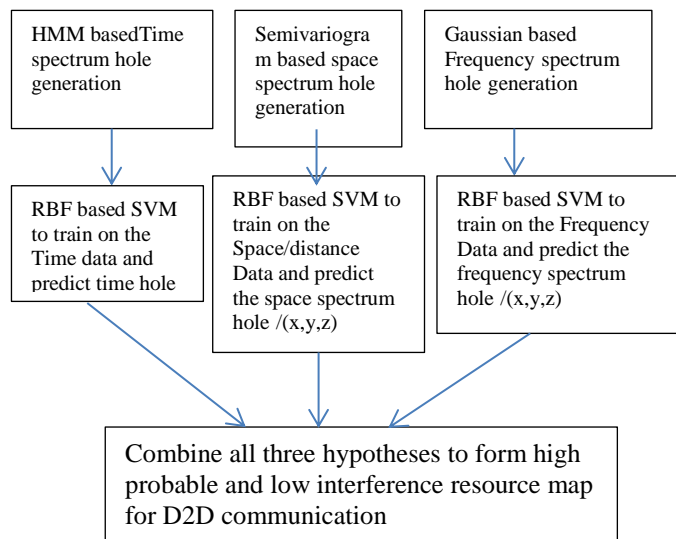 HMM basedTime
spectrum hole
generation
Semivariogra
m based space
spectrum hole
generation
Gaussian based
Frequency spectrum
hole generation
RBF based SVM
to train on the
Time data and
predict time hole
RBF based SVM to
train on the
Space/distance
Data and predict
the space spectrum
hole /(x,y,z)
RBF based SVM to
train on the Frequency
Data and predict the
frequency spectrum
hole /(x,y,z)
Combine all three hypotheses to form high
probable and low interference resource map
for D2D communication